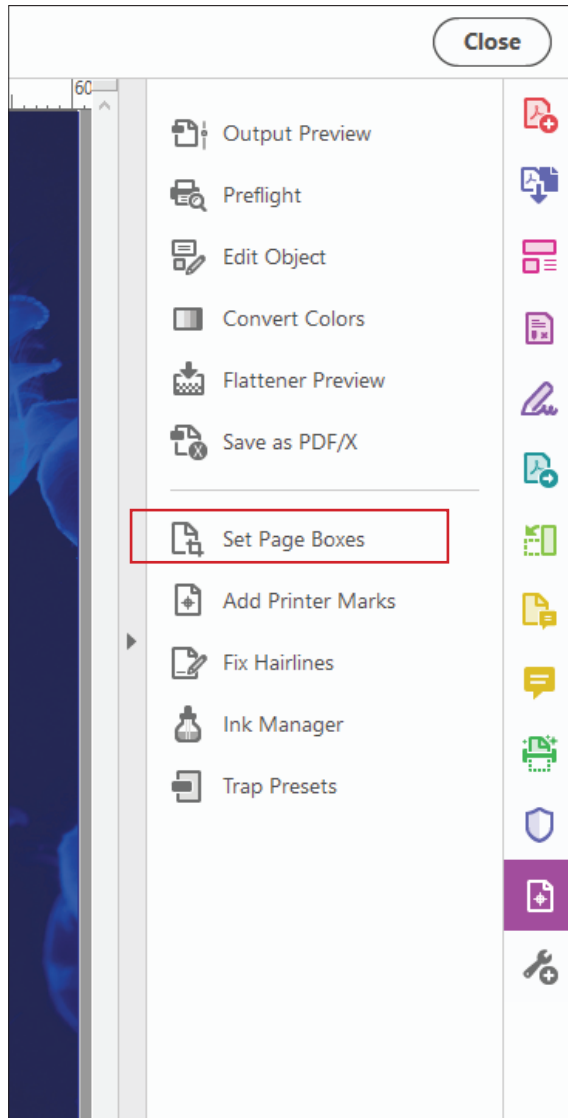 Close
60
Output Preview
Preflight
Edit Object
Convert Colors
Flattener Preview
Save as PDF/X
Set Page Boxes
Add Printer Marks
Fix Hairlines
Ink Manager
Trap Presets